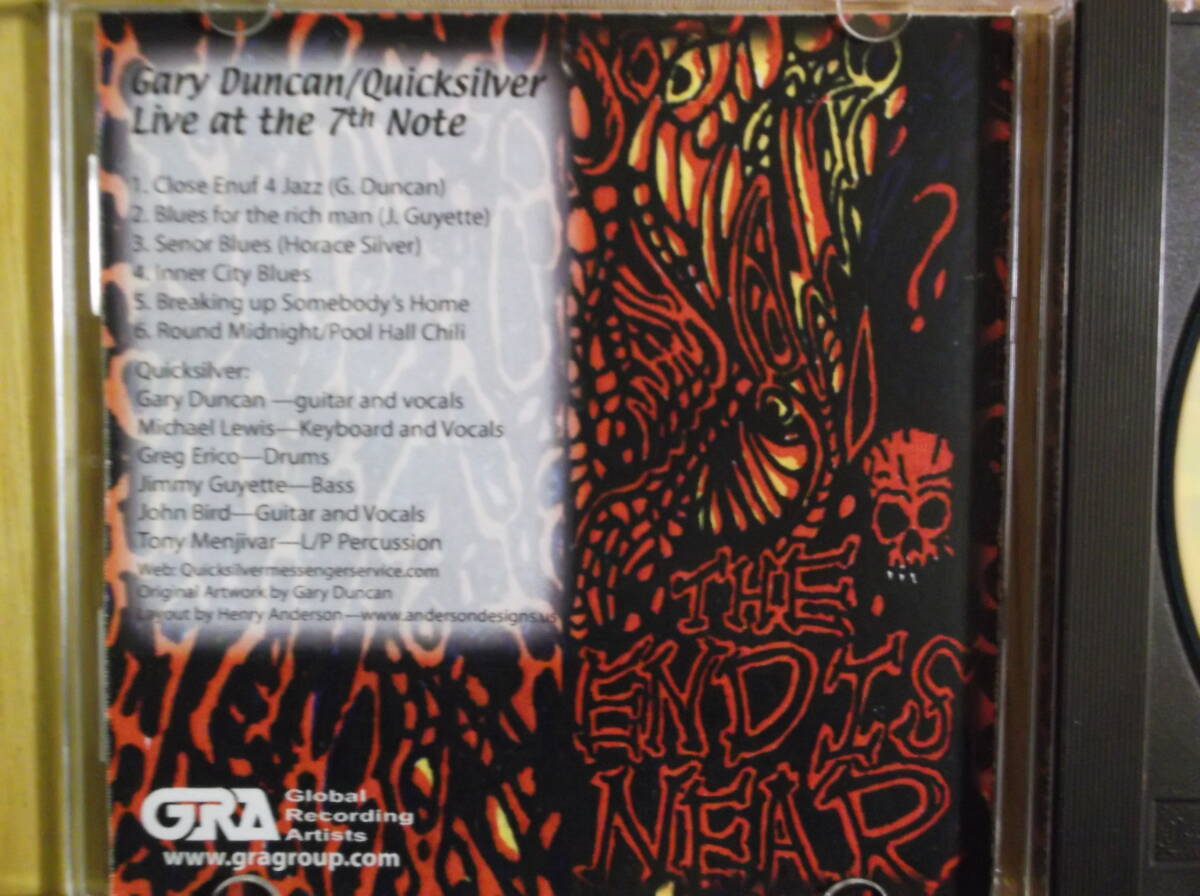 Gary Duncan/Quicksilver
Live at the 7th Note
1. Close Enuf 4 Jazz (G. Duncan)
2. Blues for the rich man (J. Guyette)
3. Senor Blues (Horace Silver)
4. Inner City Blues
5. Breaking up Somebody's Home
6. Round Midnight/Pool Hall Chili
Quicksilver:
Gary Duncan —guitar and vocals
Michael Lewis—Keyboard and Vocals
Greg Erico—Drums
Jimmy Guyette—Bass
John Bird—Guitar and Vocals
Tony Menjivar—L/P Percussion
Web: Quicksilvermessengerservice.com
Original Artwork by Gary Duncan
Layout by Henry Anderson—www.andersondesigns.us
GRA Global
Recording
Artists
www.gragroup.com
?
THE
END IS
NEAR